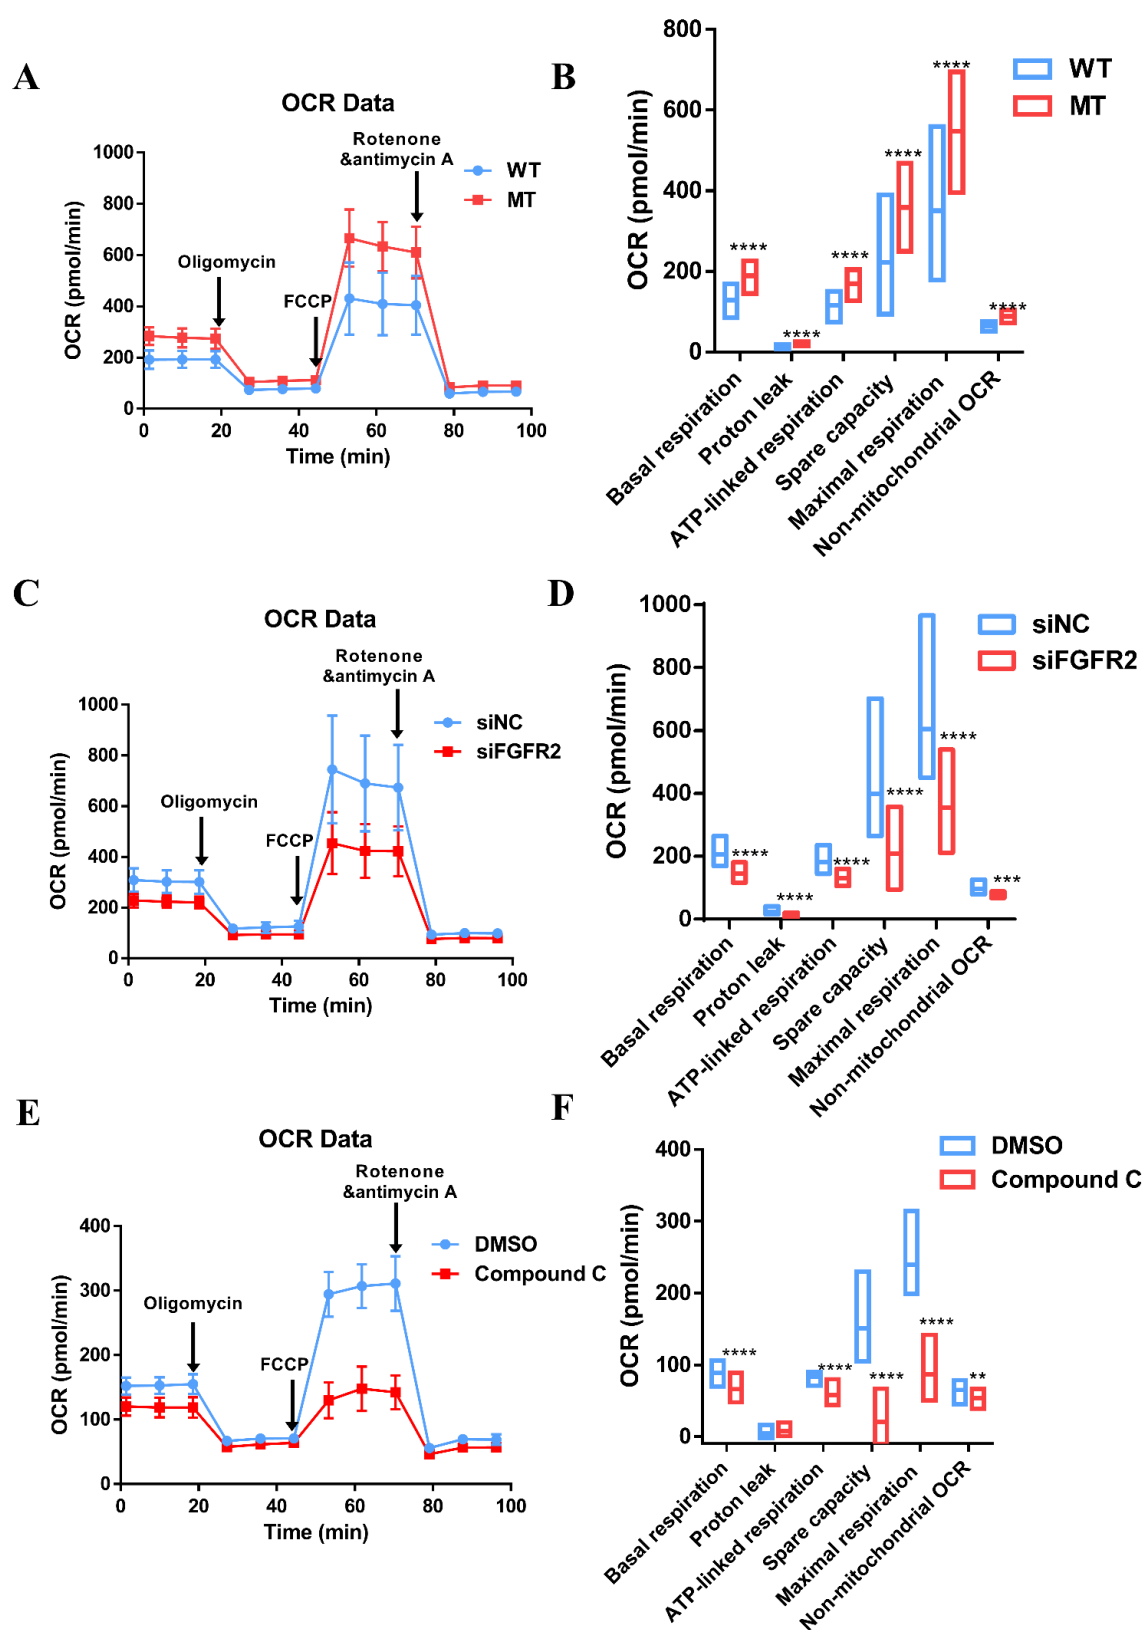 A
OCR Data
Rotenone
&antimycin A
WT
MT
Oligomycin
FCCP
OCR (pmol/min)
1000
800
600
400
200
0
0 20 40 60 80 100
Time (min)
B
WT
MT
OCR (pmol/min)
800
600
400
200
0
****
****
****
****
****
****
Basal respiration
Proton leak
ATP-linked respiration
Spare capacity
Maximal respiration
Non-mitochondrial OCR
C
OCR Data
Rotenone
&antimycin A
siNC
siFGFR2
Oligomycin
FCCP
OCR (pmol/min)
1000
800
600
400
200
0
0 20 40 60 80 100
Time (min)
D
siNC
siFGFR2
OCR (pmol/min)
1000
800
600
400
200
0
****
****
****
****
****
***
Basal respiration
Proton leak
ATP-linked respiration
Spare capacity
Maximal respiration
Non-mitochondrial OCR
E
OCR Data
Rotenone
&antimycin A
DMSO
Compound C
Oligomycin
FCCP
OCR (pmol/min)
400
300
200
100
0
0 20 40 60 80 100
Time (min)
F
DMSO
Compound C
OCR (pmol/min)
400
300
200
100
0
****
****
****
****
**
Basal respiration
Proton leak
ATP-linked respiration
Spare capacity
Maximal respiration
Non-mitochondrial OCR